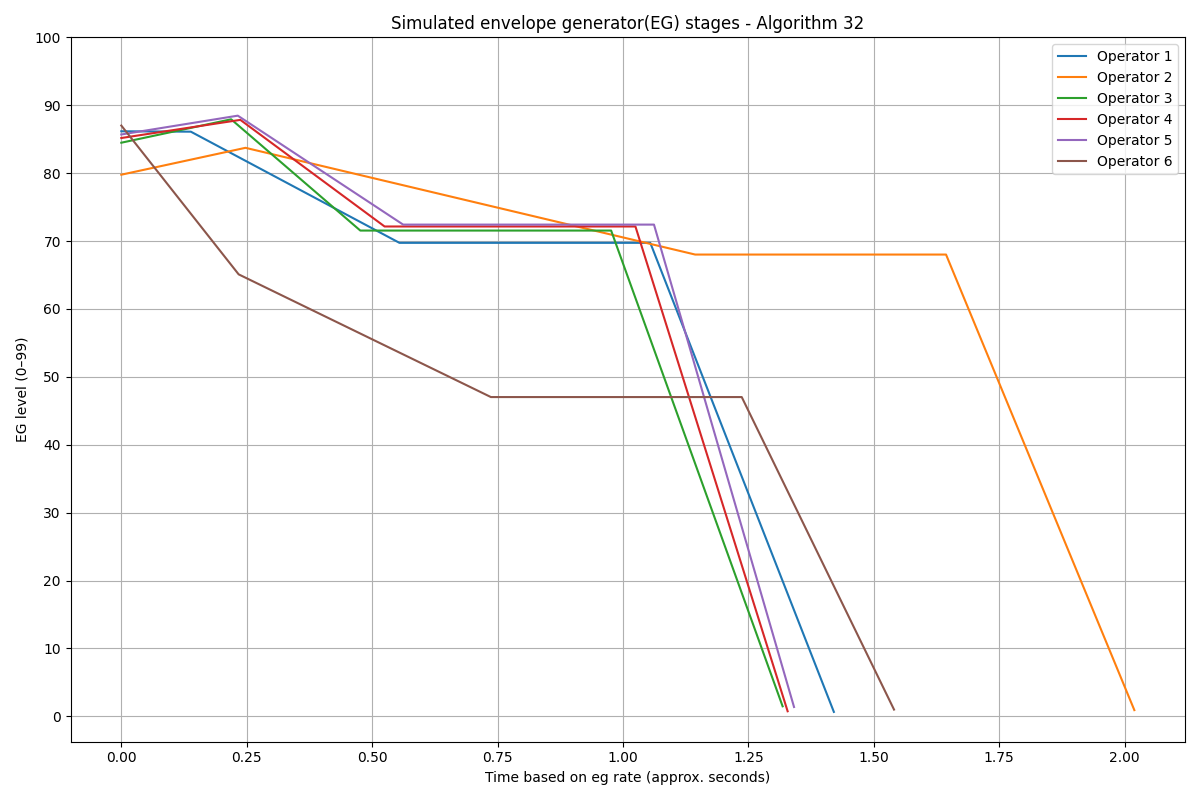 Simulated envelope generator(EG) stages - Algorithm 32
100
90
80
70
60
50
40
30
20
10
0
EG level (0–99)
Operator 1
Operator 2
Operator 3
Operator 4
Operator 5
Operator 6
0.00 0.25 0.50 0.75 1.00 1.25 1.50 1.75 2.00
Time based on eg rate (approx. seconds)